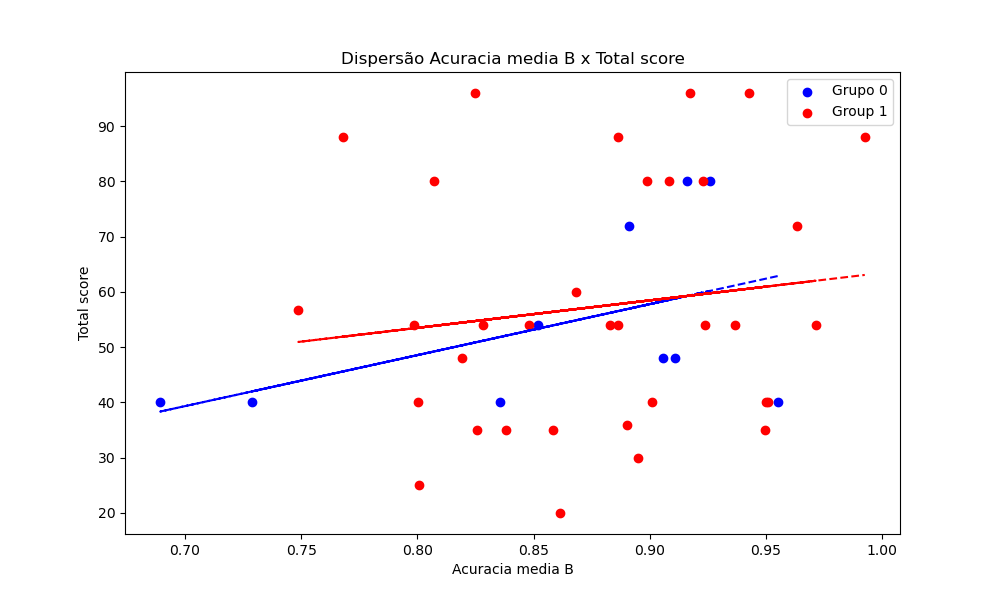 Dispersão Acuracia media B x Total score
Grupo 0
Group 1
Total score
90
80
70
60
50
40
30
20
0.70 0.75 0.80 0.85 0.90 0.95 1.00
Acuracia media B